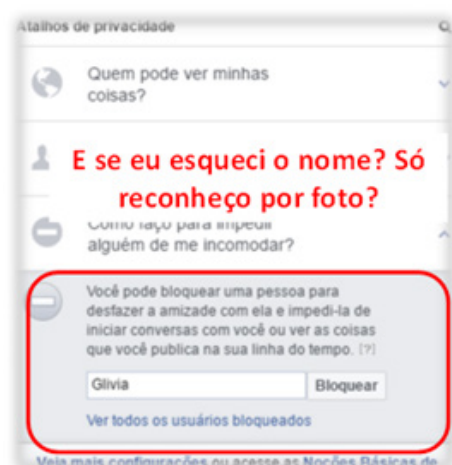 Atalhos de privacidade
Quem pode ver minhas
coisas?
E se eu esqueci o nome? Só
reconheço por foto?
Como faço para impedir
alguém de me incomodar?
Você pode bloquear uma pessoa para
desfazer a amizade com ela e impedi-la de
iniciar conversas com você ou ver as coisas
que você publica na sua linha do tempo. [?]
Glivia
Bloquear
Ver todos os usuários bloqueados
Veja mais configurações ou acesse as Noções Básicas de